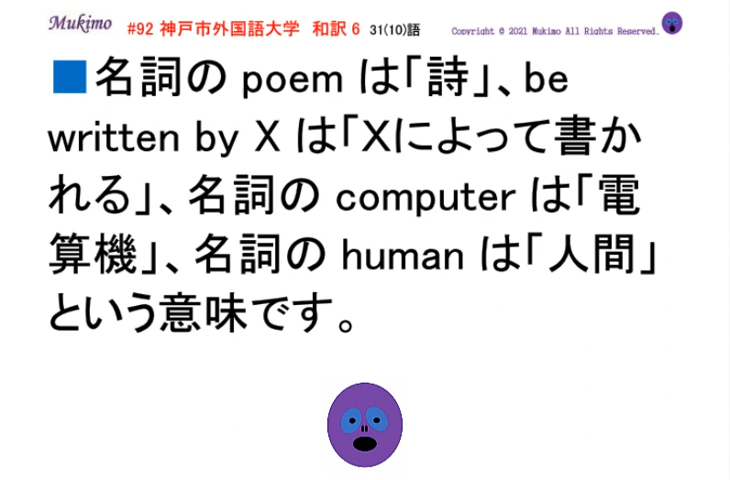 Mukimo #92 神戸市外国語大学 和訳 6 31(10)語 Copyright © 2021 Mukimo All Rights Reserved.
■名詞の poem は「詩」、be
written by X は「Xによって書か
れる」、名詞の computer は「電
算機」、名詞の human は「人間」
という意味です。